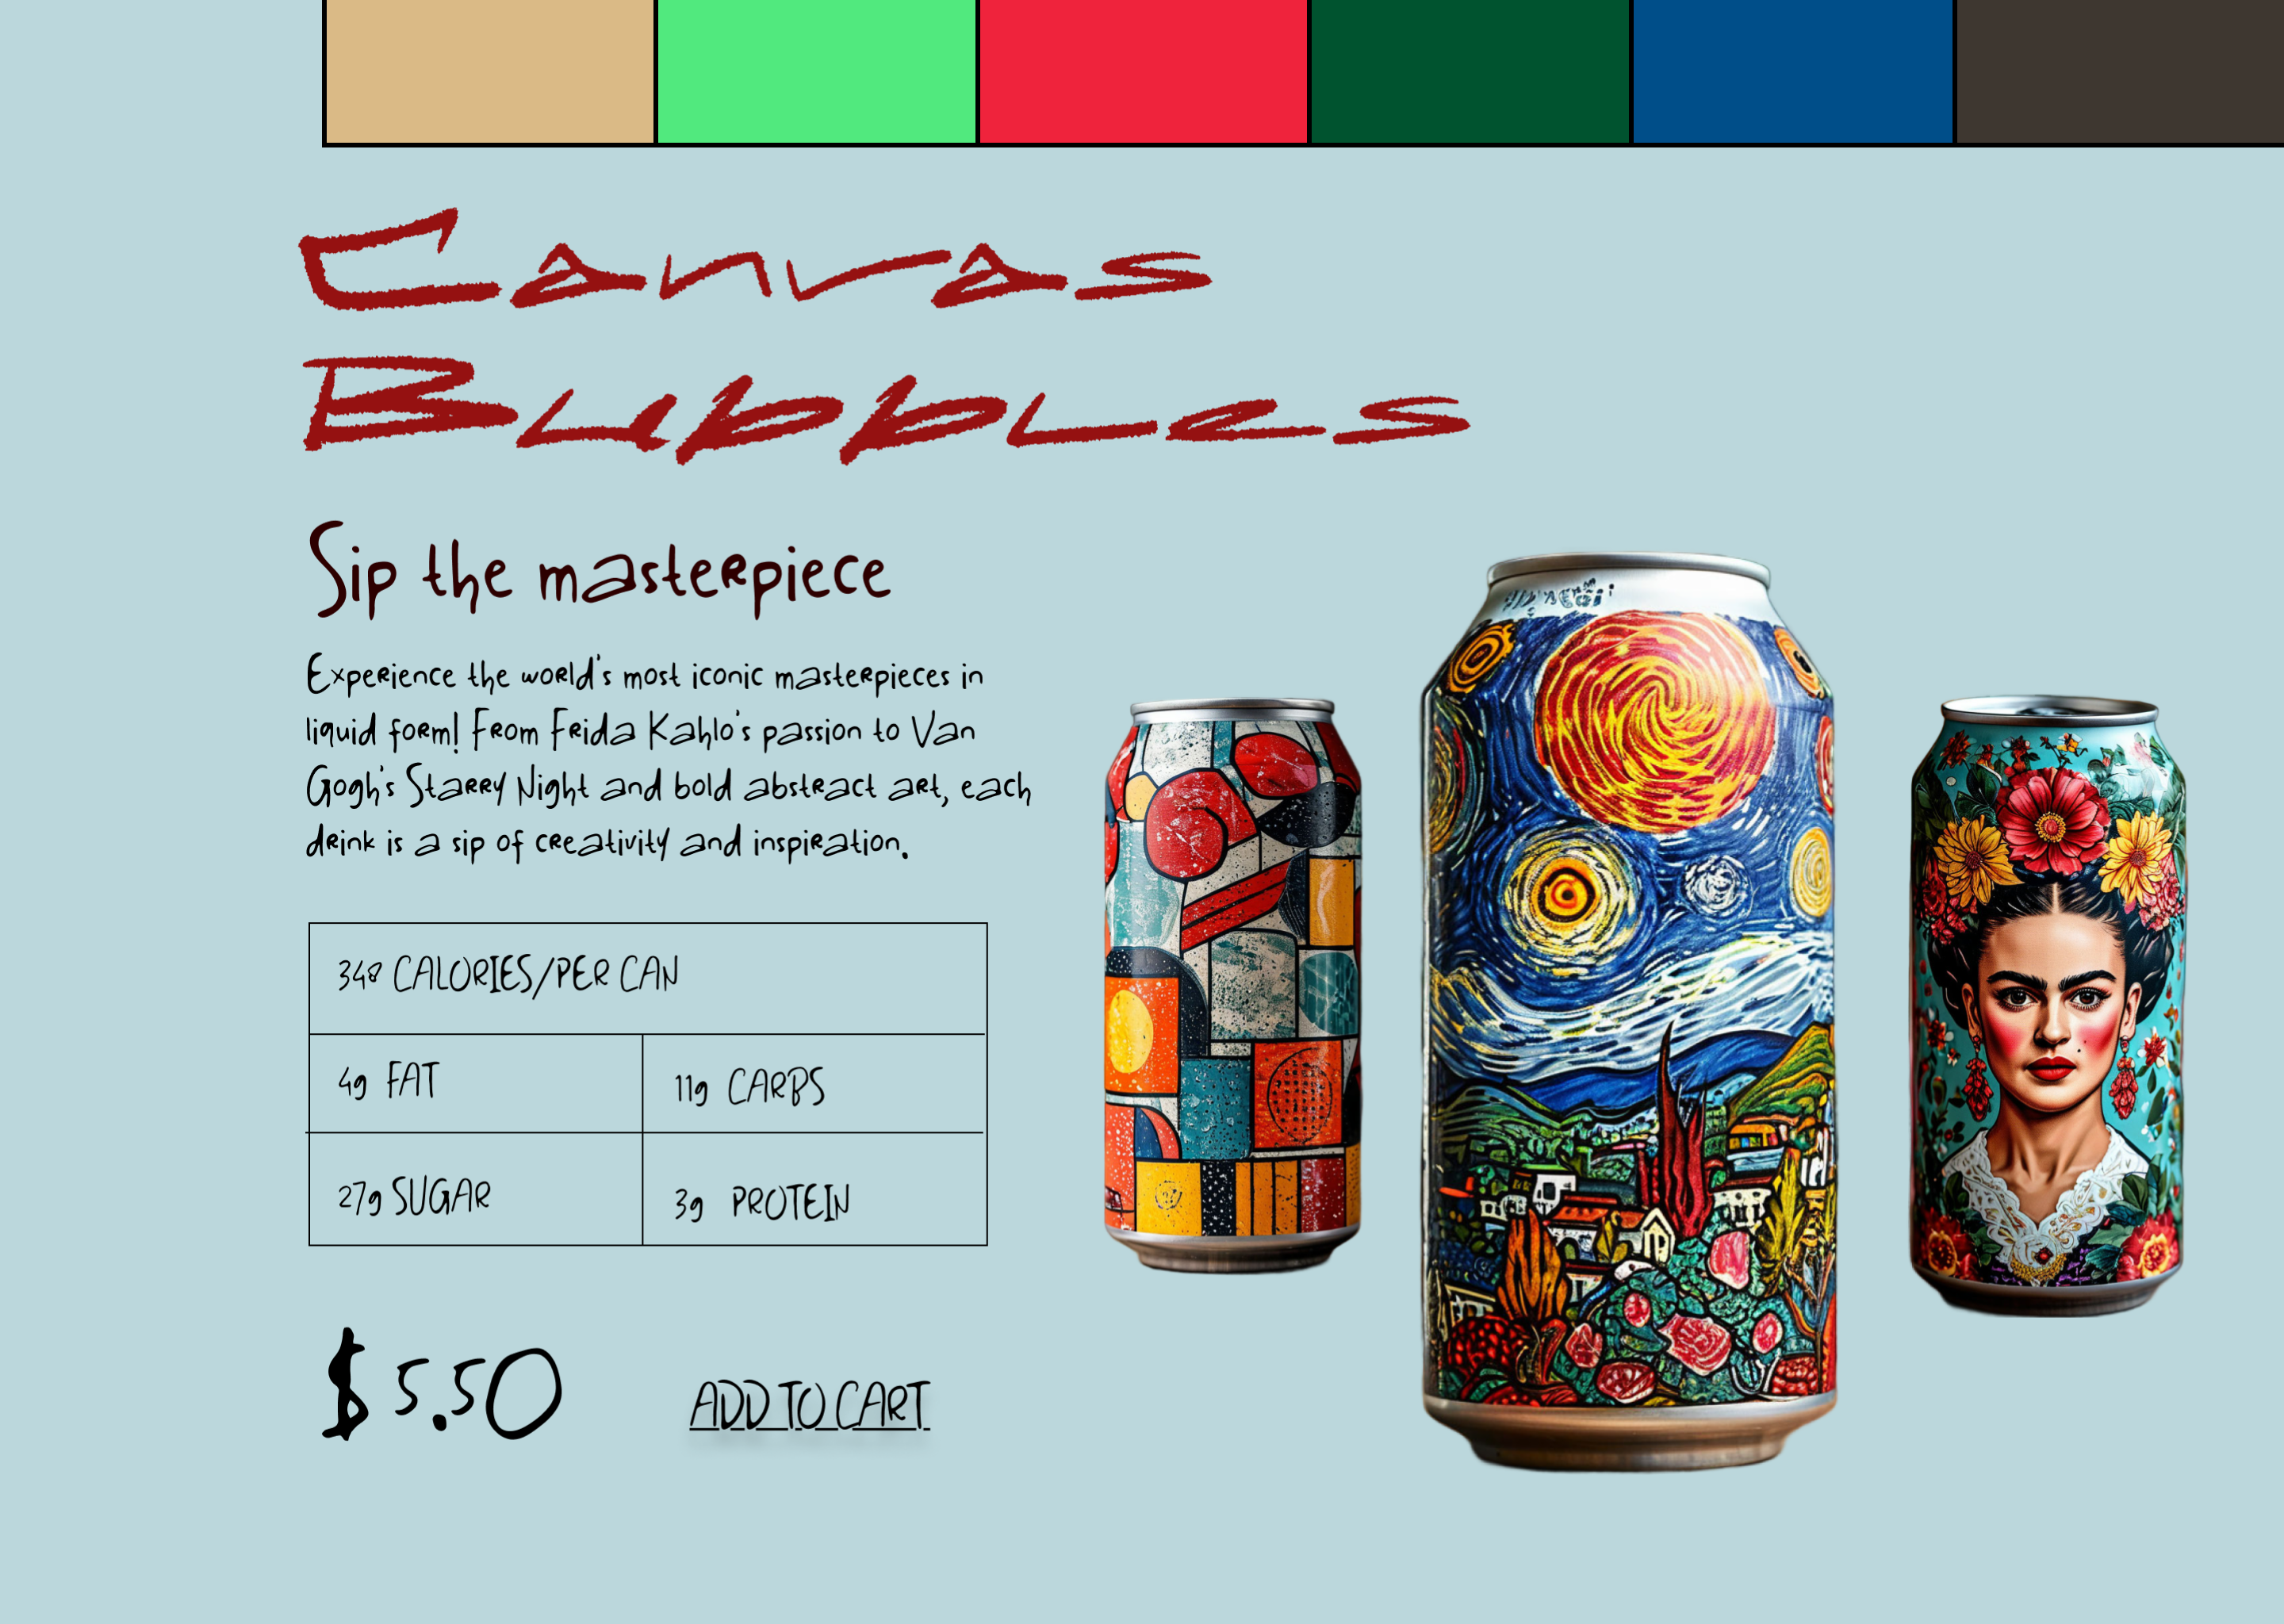 Canvas
Bubbles
Sip the masterpiece
Experience the world's most iconic masterpieces in
liquid form! From Frida Kahlo's passion to Van
Gogh's Starry Night and bold abstract art, each
drink is a sip of creativity and inspiration.
348 CALORIES/PER CAN
4g FAT
11g CARBS
27g SUGAR
3g PROTEIN
$5.50
ADD TO CART